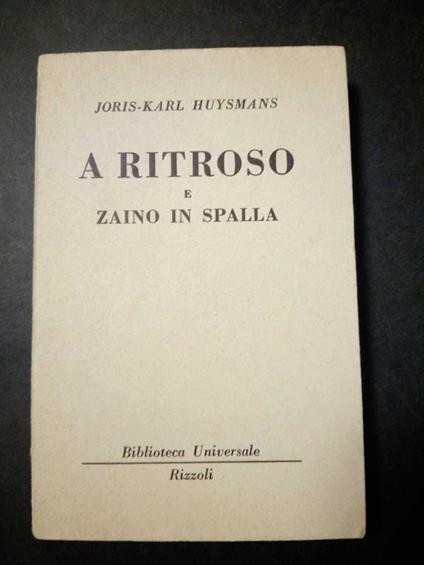 JORIS-KARL HUYSMANS
A RITROSO
E
ZAINO IN SPALLA
Biblioteca Universale
Rizzoli